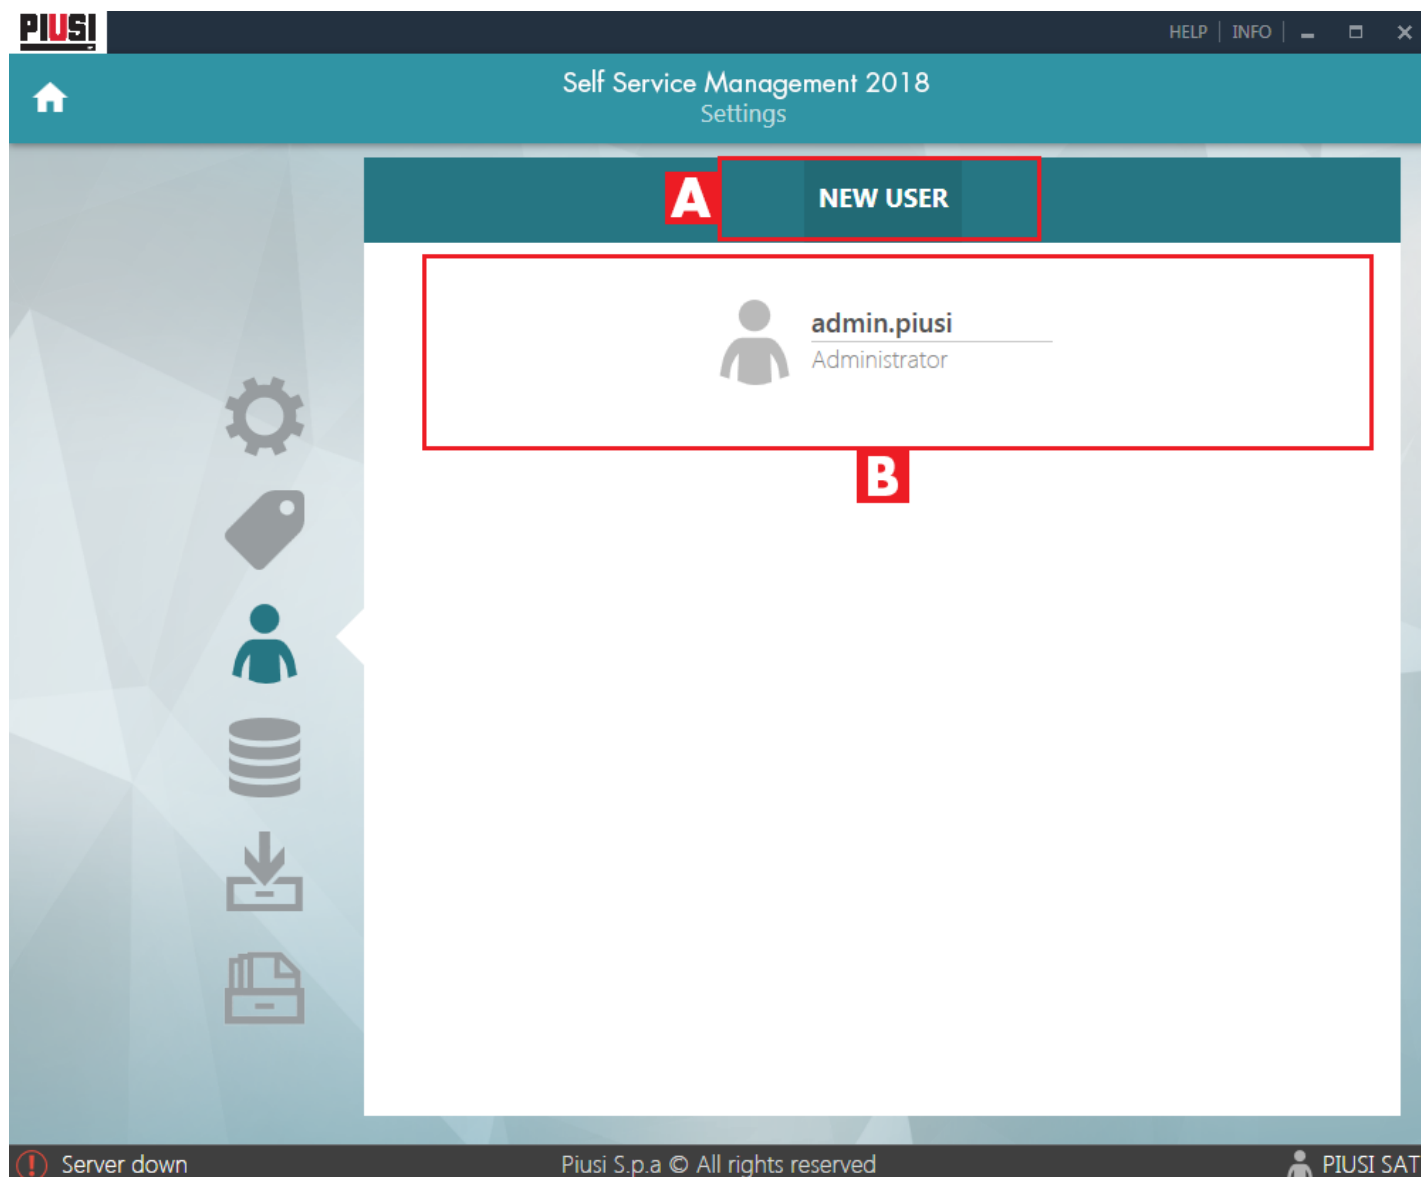 PIUSI
HELP INFO
Self Service Management 2018
Settings
A NEW USER
admin.piusi
Administrator
B
Server down Piusi S.p.a © All rights reserved PIUSI SAT